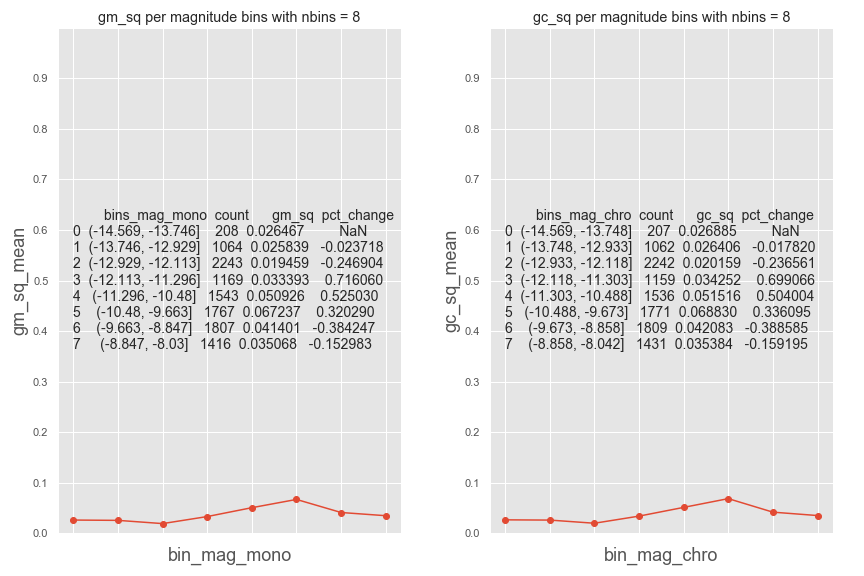 gm_sq per magnitude bins with nbins = 8
gm_sq_mean
0.9
0.8
0.7
0.6
0.5
0.4
0.3
0.2
0.1
0.0
bins_mag_mono count gm_sq pct_change
0 (-14.569, -13.746] 208 0.026467 NaN
1 (-13.746, -12.929] 1064 0.025839 -0.023718
2 (-12.929, -12.113] 2243 0.019459 -0.246904
3 (-12.113, -11.296] 1169 0.033393 0.716060
4 (-11.296, -10.48] 1543 0.050926 0.525030
5 (-10.48, -9.663] 1767 0.067237 0.320290
6 (-9.663, -8.847] 1807 0.041401 -0.384247
7 (-8.847, -8.03] 1416 0.035068 -0.152983
bin_mag_mono
gc_sq per magnitude bins with nbins = 8
gc_sq_mean
0.9
0.8
0.7
0.6
0.5
0.4
0.3
0.2
0.1
0.0
bins_mag_chro count gc_sq pct_change
0 (-14.569, -13.748] 207 0.026885 NaN
1 (-13.748, -12.933] 1062 0.026406 -0.017820
2 (-12.933, -12.118] 2242 0.020159 -0.236561
3 (-12.118, -11.303] 1159 0.034252 0.699066
4 (-11.303, -10.488] 1536 0.051516 0.504004
5 (-10.488, -9.673] 1771 0.068830 0.336095
6 (-9.673, -8.858] 1809 0.042083 -0.388585
7 (-8.858, -8.042] 1431 0.035384 -0.159195
bin_mag_chro